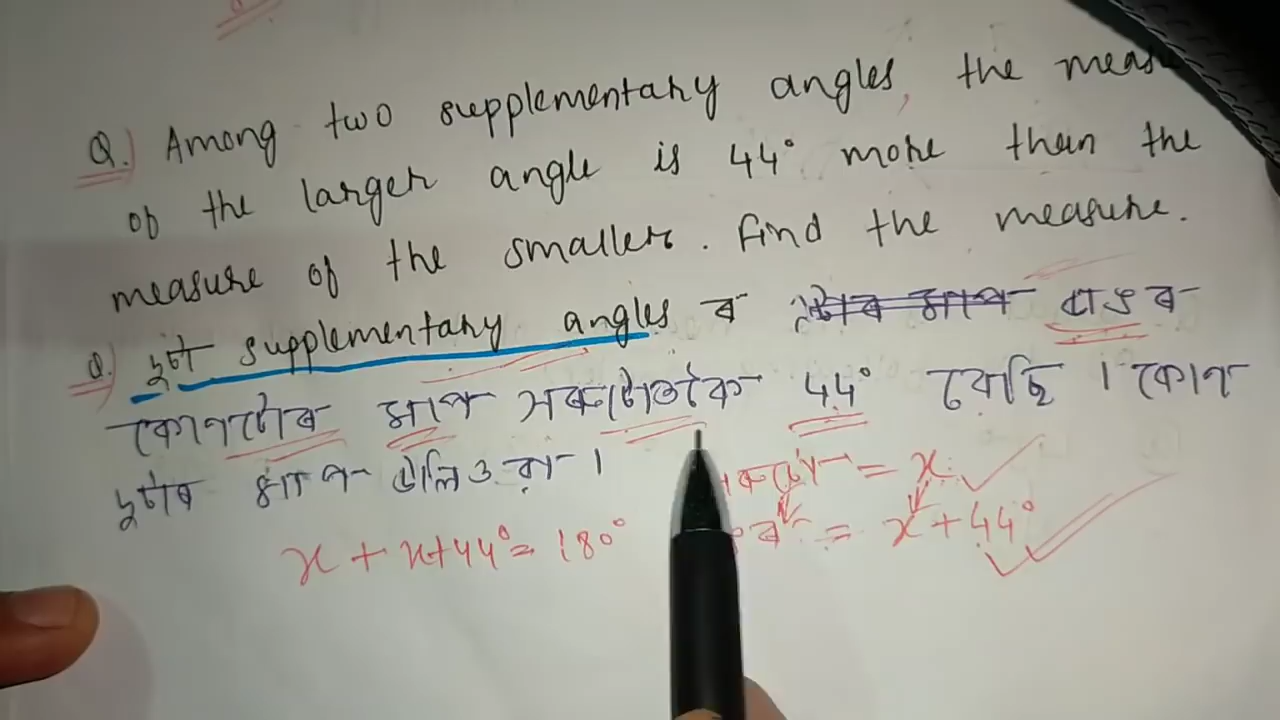 Q.) Among two supplementary angles, the meas
of the larger angle is 44° more than the
measure of the smaller. Find the measure.
Q.) দুটা supplementary angles ৰ ডাঙৰ
কোণটোৰ মাপ সৰুটোতকৈ 44° বেছি । কোণ
দুটাৰ মাপ উলিওৱা ।
= x
x + x+44° = 180° = x+44°